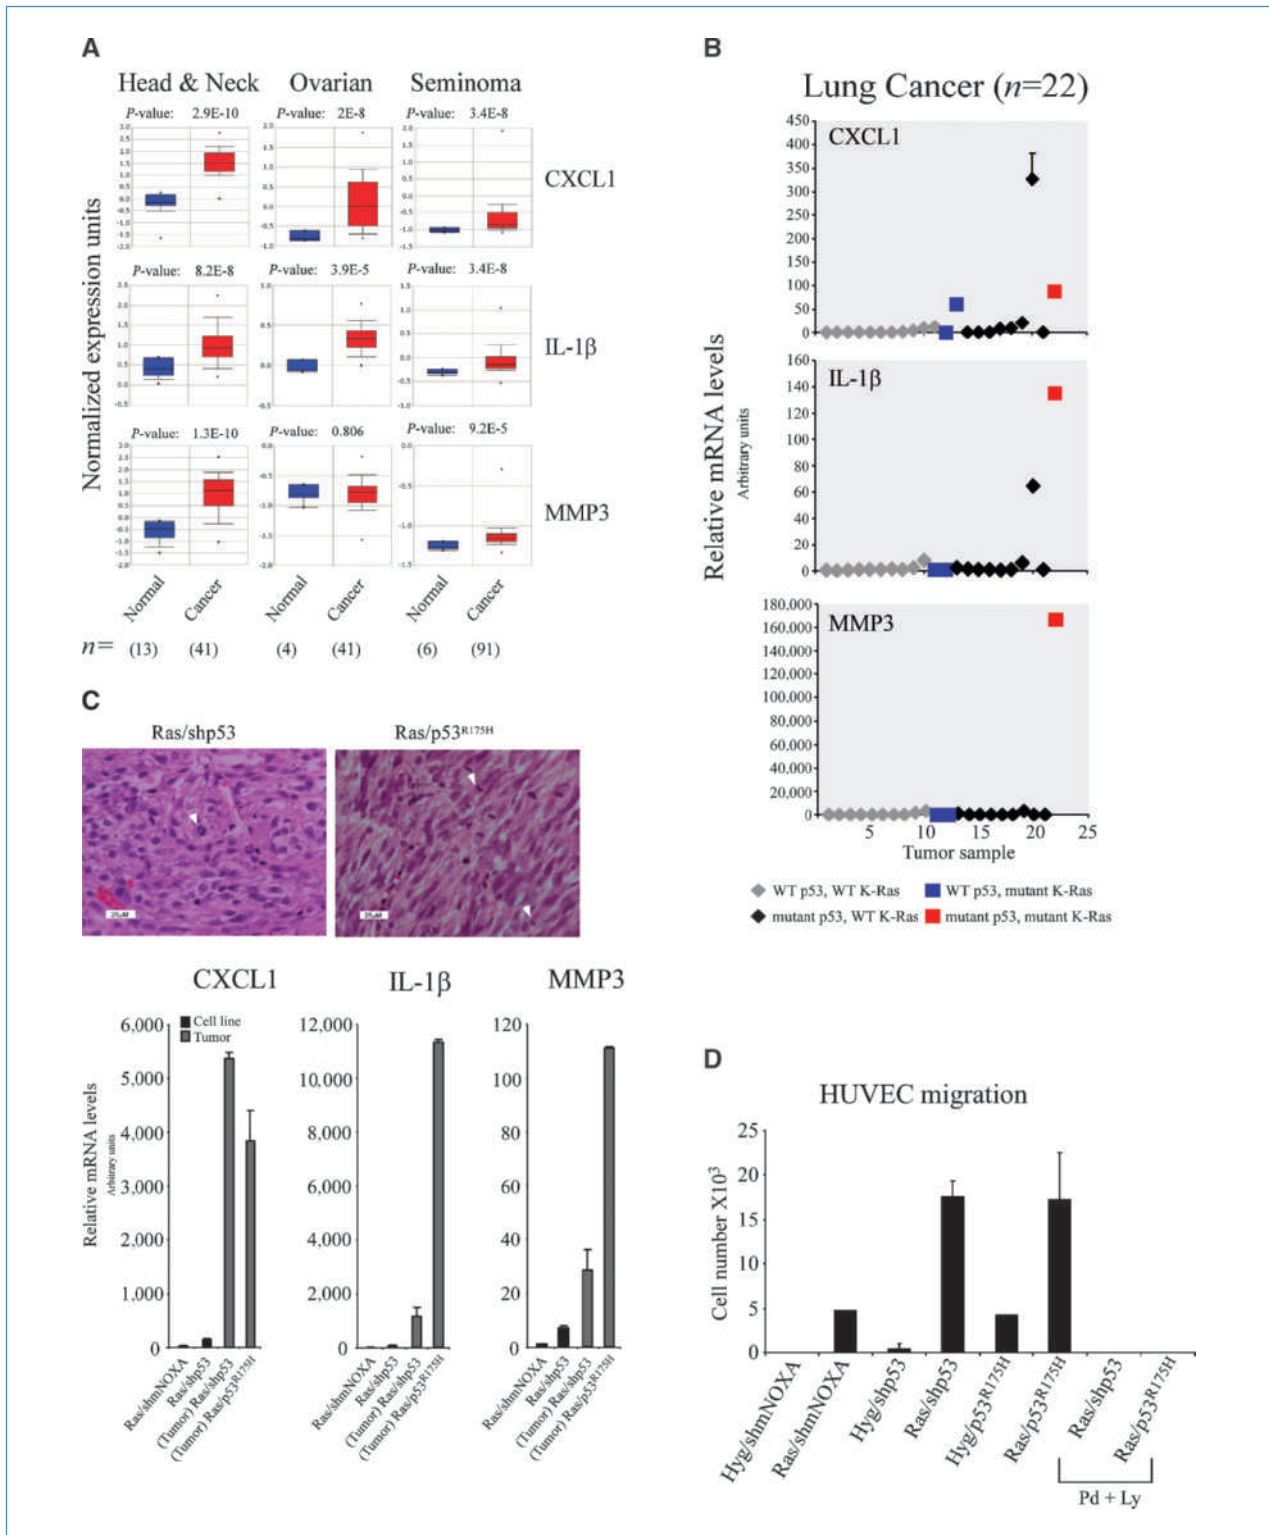 A
Head & Neck Ovarian Seminoma
P-value: 2.9E-10 P-value: 2E-8 P-value: 3.4E-8
CXCL1
P-value: 8.2E-8 P-value: 3.9E-5 P-value: 3.4E-8
IL-1β
P-value: 1.3E-10 P-value: 0.806 P-value: 9.2E-5
MMP3
Normalized expression units
Normal Cancer Normal Cancer Normal Cancer
n= (13) (41) (4) (41) (6) (91)
B
Lung Cancer (n=22)
CXCL1
450
400
350
300
250
200
150
100
50
0
IL-1β
160
140
120
100
80
60
40
20
0
MMP3
180,000
160,000
140,000
120,000
100,000
80,000
60,000
40,000
20,000
0
5 10 15 20 25
Tumor sample
Relative mRNA levels
Arbitrary units
WT p53, WT K-Ras WT p53, mutant K-Ras
mutant p53, WT K-Ras mutant p53, mutant K-Ras
C
Ras/shp53 Ras/p53R175H
CXCL1 IL-1β MMP3
Cell line
Tumor
6,000
5,000
4,000
3,000
2,000
1,000
0
12,000
10,000
8,000
6,000
4,000
2,000
0
120
100
80
60
40
20
0
Relative mRNA levels
Arbitrary units
Ras/shmNOXA
Ras/shp53
(Tumor) Ras/shp53
(Tumor) Ras/p53R175H
Ras/shmNOXA
Ras/shp53
(Tumor) Ras/shp53
(Tumor) Ras/p53R175H
Ras/shmNOXA
Ras/shp53
(Tumor) Ras/shp53
(Tumor) Ras/p53R175H
D
HUVEC migration
25
20
15
10
5
0
Cell number X10³
Hyg/shmNOXA
Ras/shmNOXA
Hyg/shp53
Ras/shp53
Hyg/p53R175H
Ras/p53R175H
Ras/shp53
Ras/p53R175H
Pd + Ly